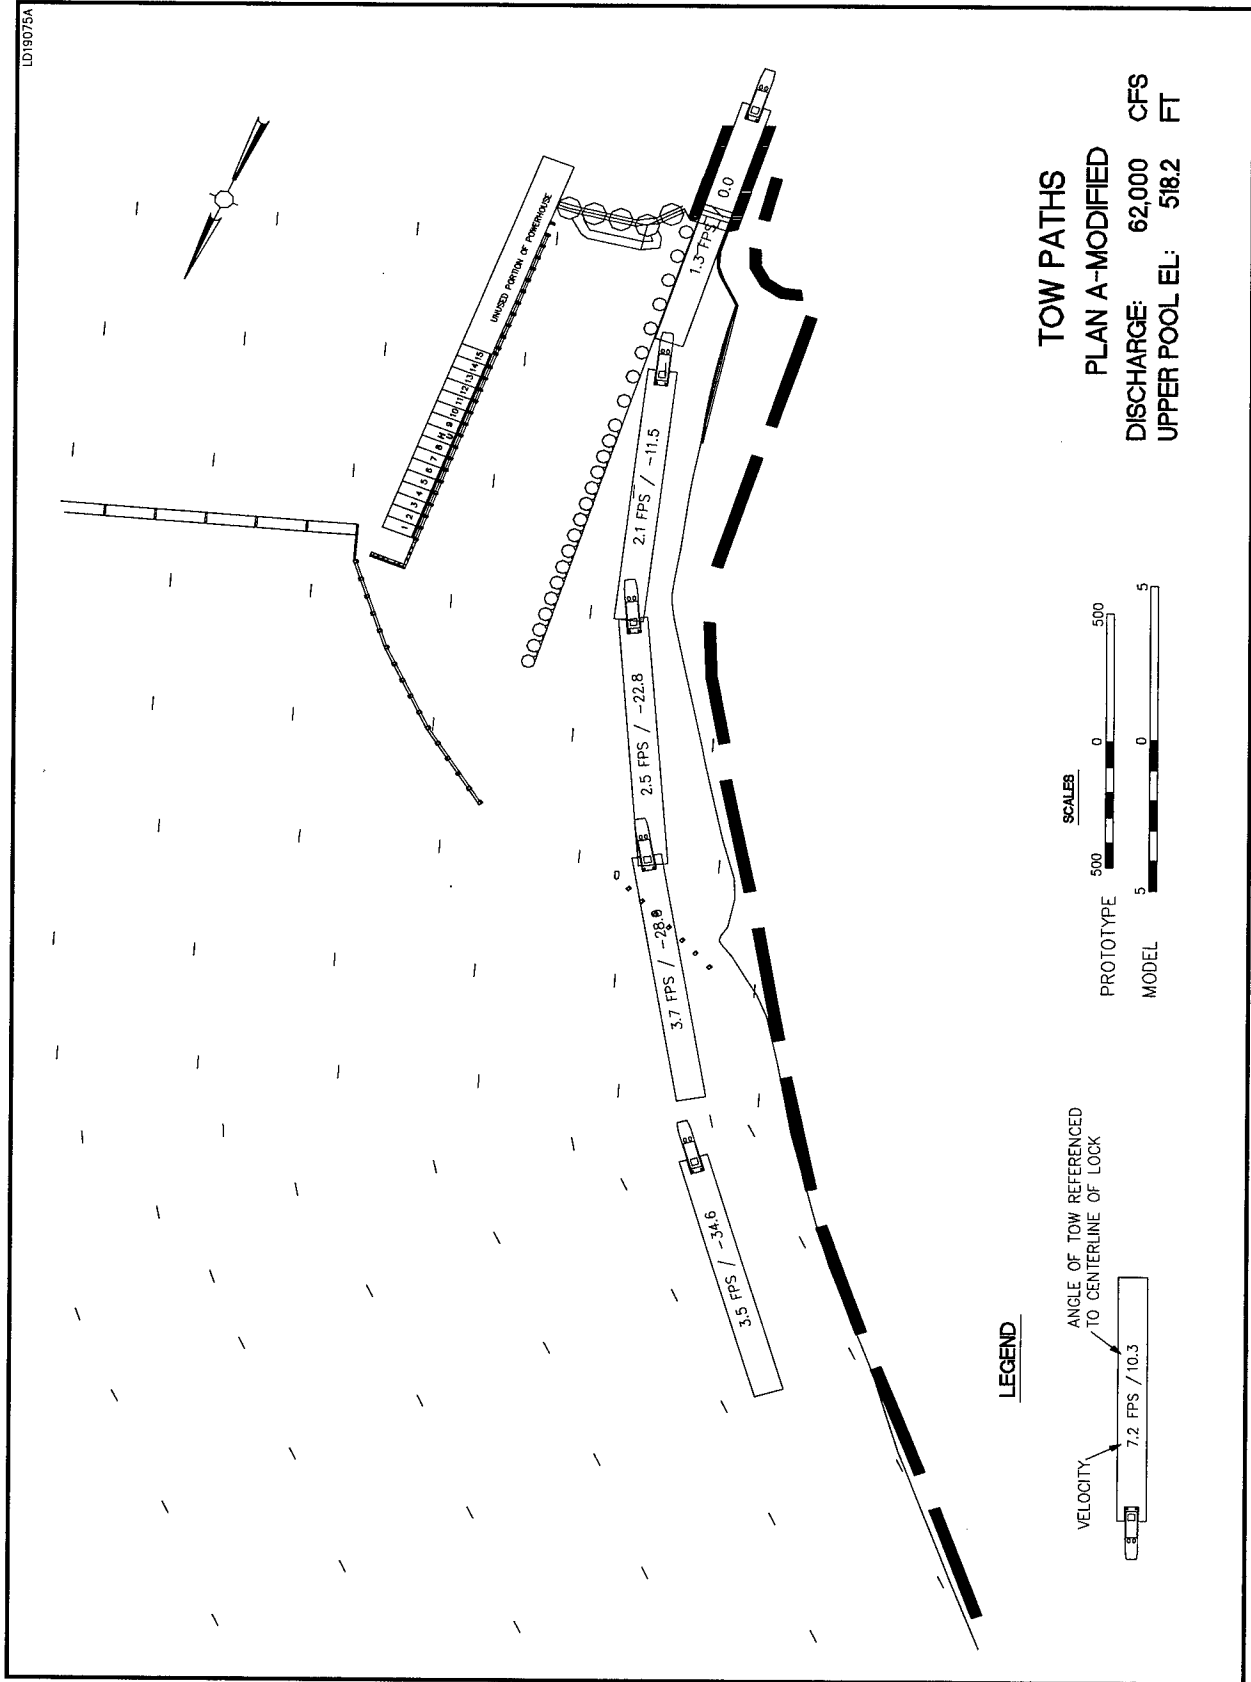 LD19075A
TOW PATHS
PLAN A-MODIFIED
DISCHARGE: 62,000 CFS
UPPER POOL EL: 518.2 FT
UNUSED PORTION OF POWERHOUSE
1 2 3 4 5 6 7 8 9 10 11 12 13 14 15
1.3 FPS / 0.0
2.1 FPS / -11.5
2.5 FPS / -22.8
3.7 FPS / -28.8
3.5 FPS / -34.6
SCALES
PROTOTYPE 500 0 500
MODEL 5 0 5
LEGEND
VELOCITY
ANGLE OF TOW REFERENCED
TO CENTERLINE OF LOCK
7.2 FPS /10.3